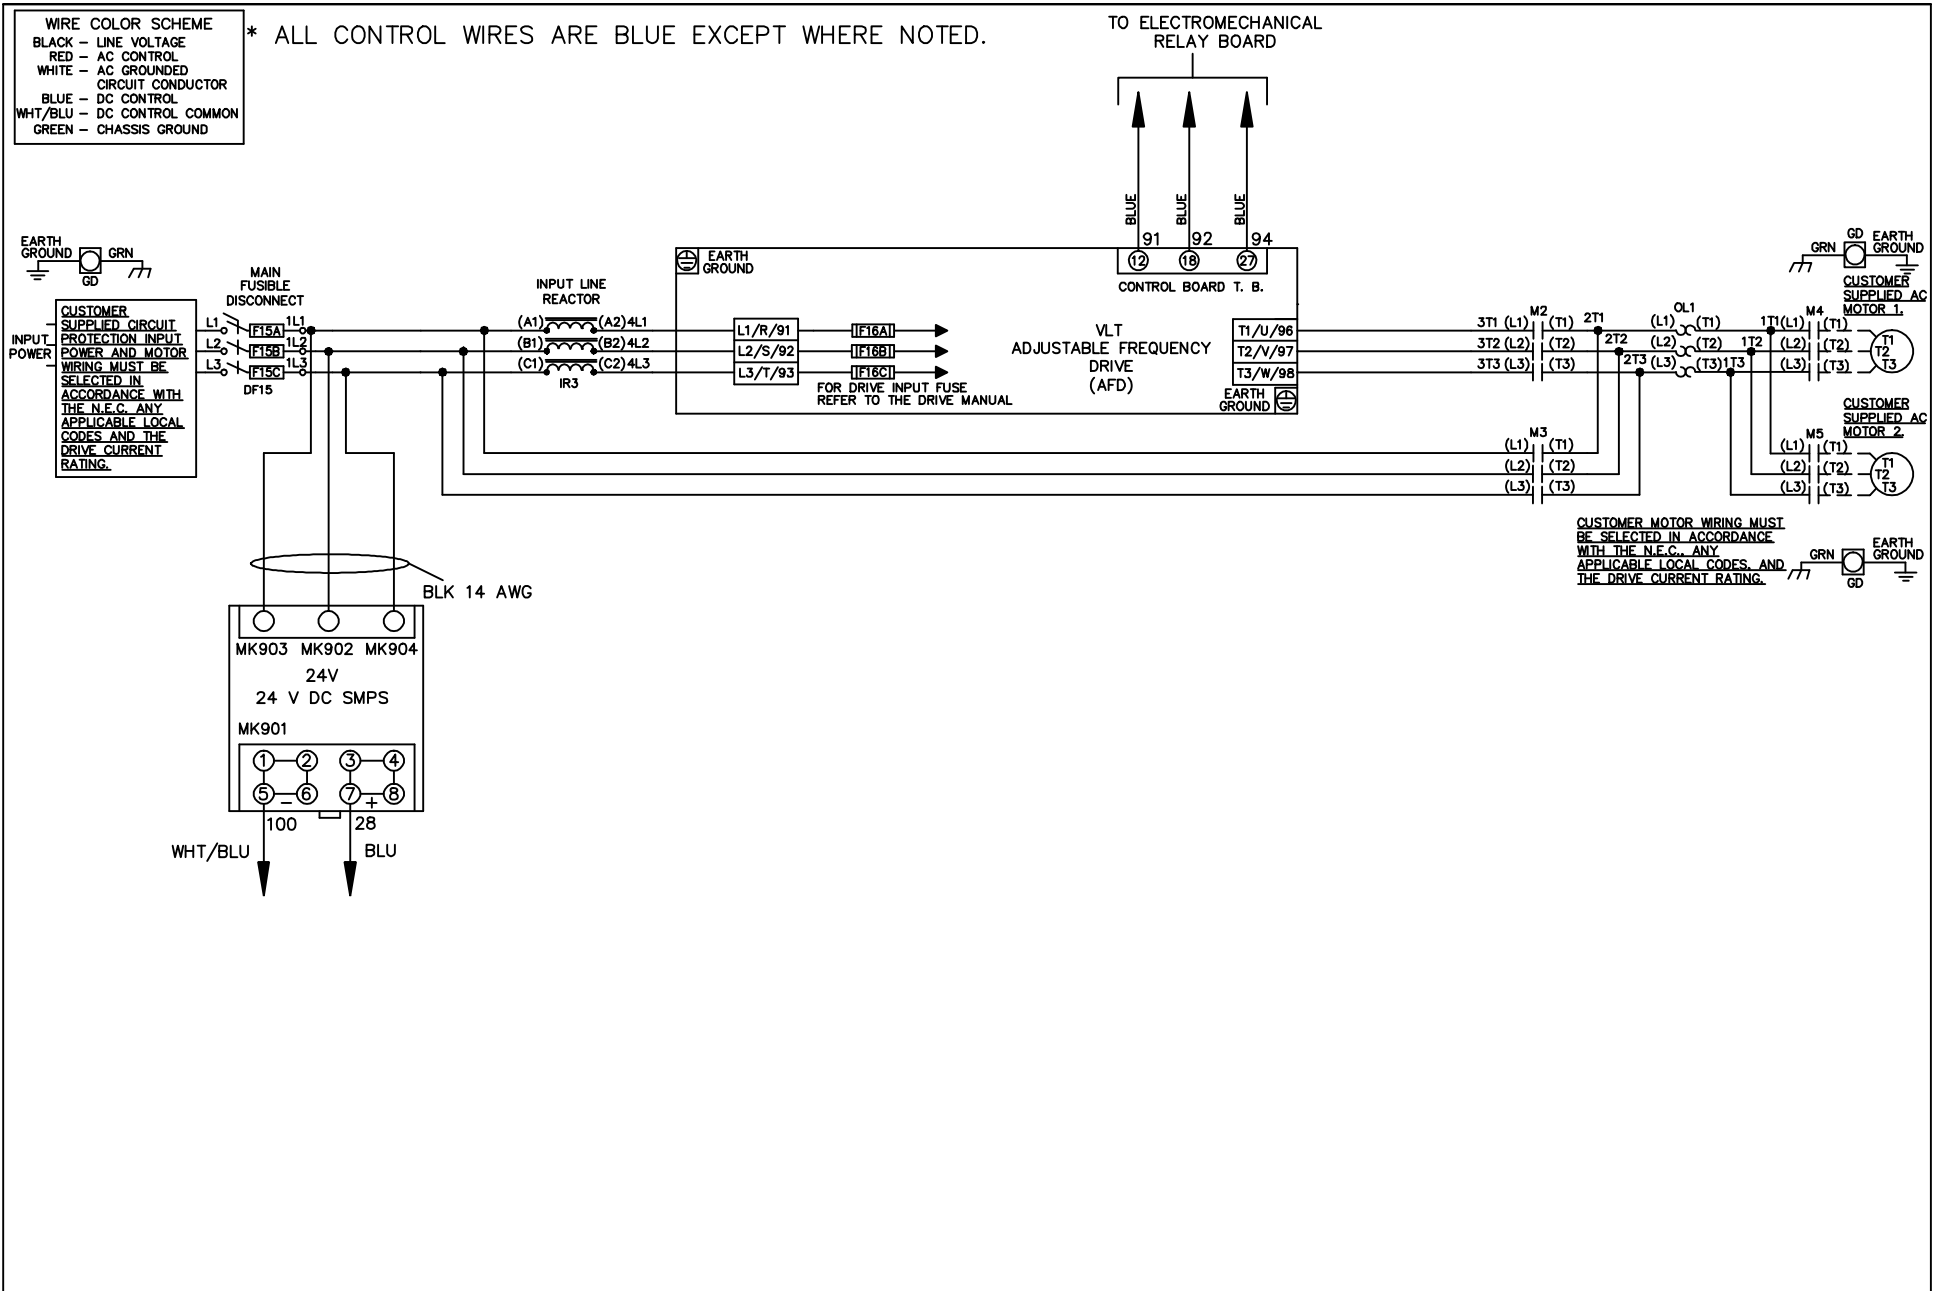 WIRE COLOR SCHEME
BLACK – LINE VOLTAGE
RED – AC CONTROL
WHITE – AC GROUNDED
CIRCUIT CONDUCTOR
BLUE – DC CONTROL
WHT/BLU – DC CONTROL COMMON
GREEN – CHASSIS GROUND
* ALL CONTROL WIRES ARE BLUE EXCEPT WHERE NOTED.
TO ELECTROMECHANICAL
RELAY BOARD
BLUE
BLUE
BLUE
91 92 94
12 18 27
CONTROL BOARD T. B.
EARTH
GROUND
GRN
GD
INPUT
POWER
CUSTOMER
SUPPLIED CIRCUIT
PROTECTION INPUT
POWER AND MOTOR
WIRING MUST BE
SELECTED IN
ACCORDANCE WITH
THE N.E.C. ANY
APPLICABLE LOCAL
CODES AND THE
DRIVE CURRENT
RATING.
MAIN
FUSIBLE
DISCONNECT
L1 F15A 1L1
L2 F15B 1L2
L3 F15C 1L3
DF15
INPUT LINE
REACTOR
(A1) (A2) 4L1
(B1) (B2) 4L2
(C1) (C2) 4L3
IR3
EARTH
GROUND
L1/R/91 F16A
L2/S/92 F16B
L3/T/93 F16C
FOR DRIVE INPUT FUSE
REFER TO THE DRIVE MANUAL
VLT
ADJUSTABLE FREQUENCY
DRIVE
(AFD)
T1/U/96
T2/V/97
T3/W/98
EARTH
GROUND
M2
3T1 (L1) (T1) 2T1
3T2 (L2) (T2) 2T2
3T3 (L3) (T3) 2T3
OL1
(L1) (T1) 1T1
(L2) (T2) 1T2
(L3) (T3) 1T3
M4
(L1) (T1)
(L2) (T2)
(L3) (T3)
T1
T2
T3
GRN
GD
EARTH
GROUND
CUSTOMER
SUPPLIED AC
MOTOR 1.
M3
(L1) (T1)
(L2) (T2)
(L3) (T3)
CUSTOMER
SUPPLIED AC
MOTOR 2.
M5
(L1) (T1)
(L2) (T2)
(L3) (T3)
T1
T2
T3
CUSTOMER MOTOR WIRING MUST
BE SELECTED IN ACCORDANCE
WITH THE N.E.C., ANY
APPLICABLE LOCAL CODES, AND
THE DRIVE CURRENT RATING.
GRN
GD
EARTH
GROUND
BLK 14 AWG
MK903 MK902 MK904
24V
24 V DC SMPS
MK901
1 2 3 4
5 – 6 7 + 8
100 28
WHT/BLU BLU